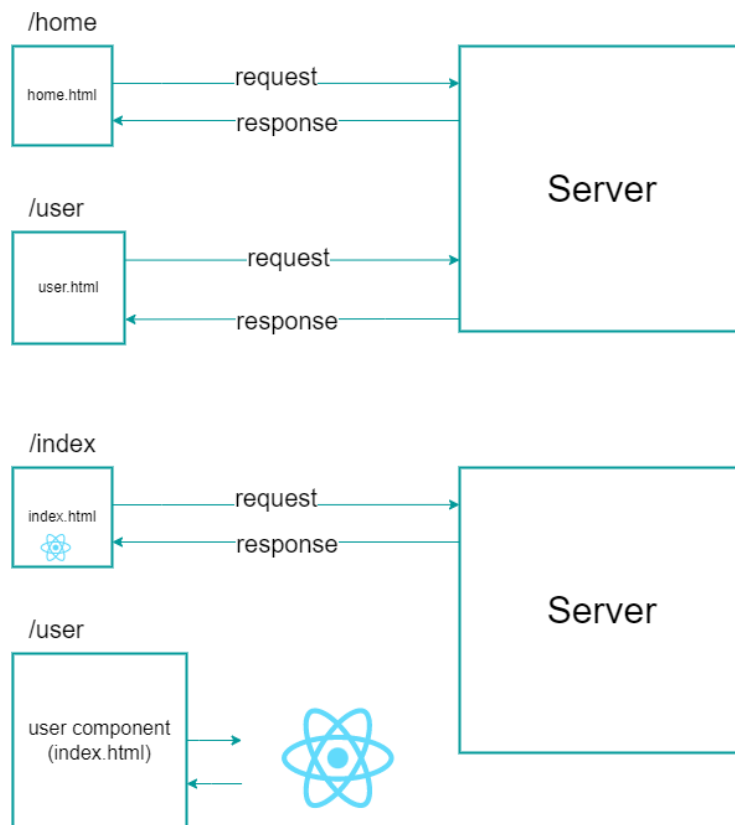 /home
home.html
request
response
Server
/user
user.html
request
response
/index
index.html
request
response
Server
/user
user component
(index.html)